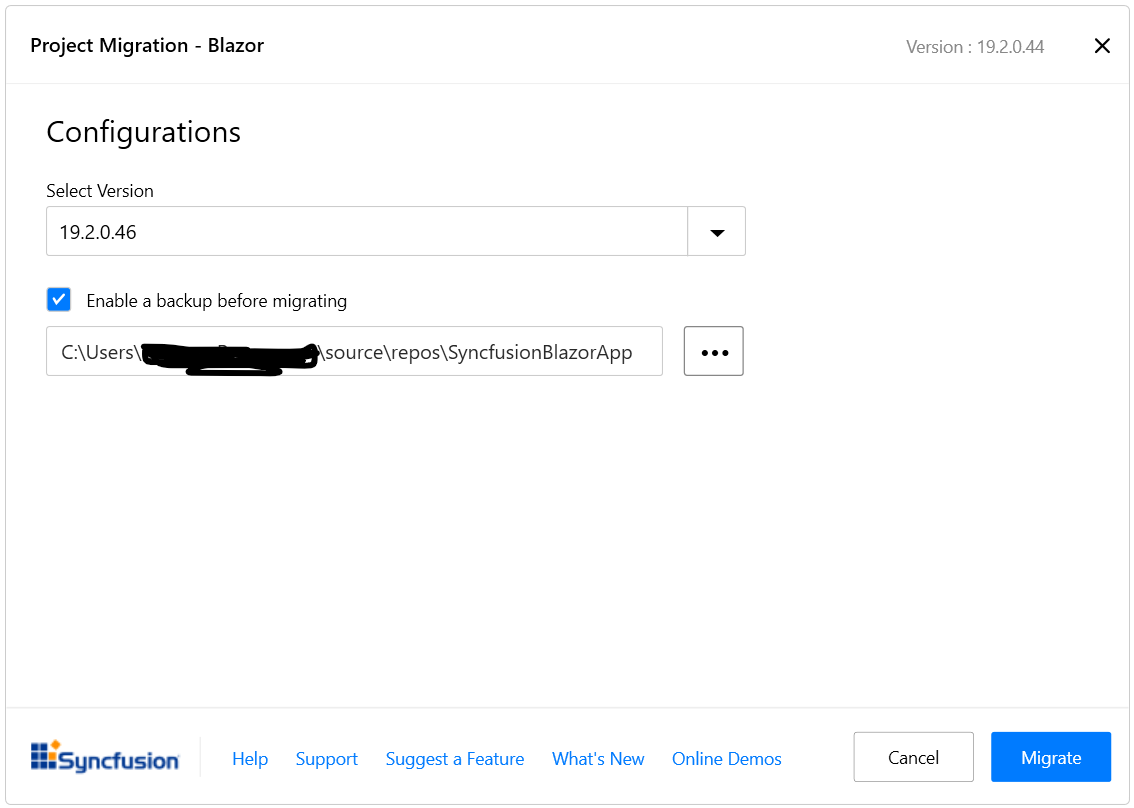 Project Migration - Blazor
Version : 19.2.0.44
Configurations
Select Version
19.2.0.46
Enable a backup before migrating
C:\Users\ \source\repos\SyncfusionBlazorApp
Syncfusion
Help Support Suggest a Feature What's New Online Demos
Cancel Migrate